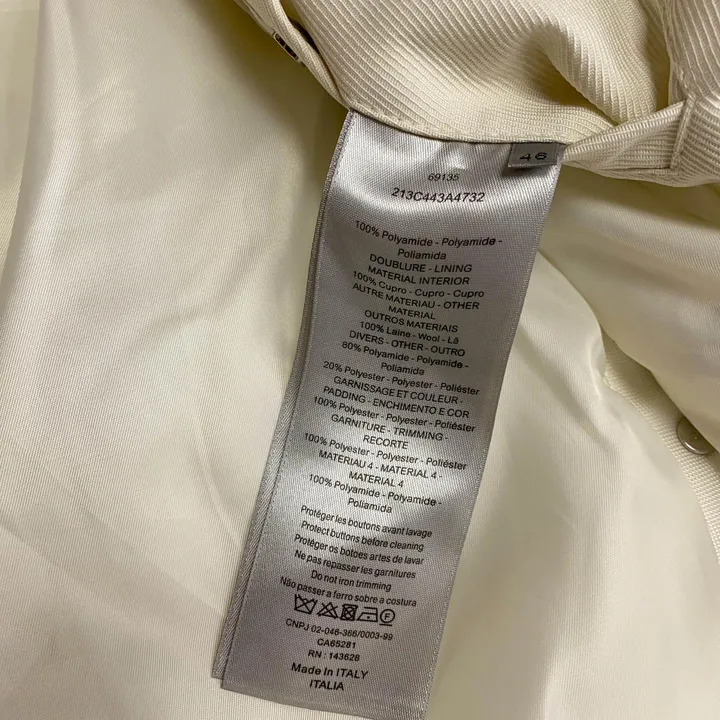 46
69135
213C443A4732
100% Polyamide - Polyamide -
Poliamida
DOUBLURE - LINING
MATERIAL INTERIOR
100% Cupro - Cupro - Cupro
AUTRE MATERIAU - OTHER
MATERIAL
OUTROS MATERIAIS
100% Laine - Wool - Lã
DIVERS - OTHER - OUTRO
80% Polyamide - Polyamide -
Poliamida
20% Polyester - Polyester - Poliéster
GARNISSAGE ET COULEUR -
PADDING - ENCHIMENTO E COR
100% Polyester - Polyester - Poliéster
GARNITURE - TRIMMING -
RECORTE
100% Polyester - Polyester - Poliéster
MATERIAU 4 - MATERIAL 4 -
MATERIAL 4
100% Polyamide - Polyamide -
Poliamida
Protéger les boutons avant lavage
Protect buttons before cleaning
Protéger os botoes artes de lavar
Ne pas repasser les garnitures
Do not iron trimming
Não passer a ferro sobre a costura
CNPJ 02-046-366/0003-99
CA65281
RN : 143628
Made In ITALY
ITALIA